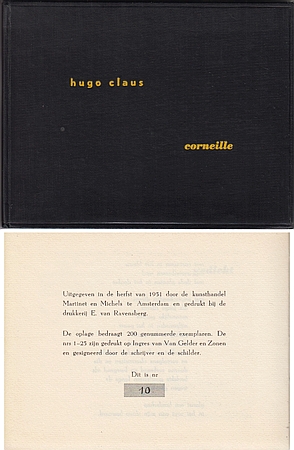 hugo claus
corneille
Uitgegeven in de herfst van 1951 door de kunsthandel
Martinet en Michels te Amsterdam en gedrukt bij de
drukkerij E. van Ravensberg.
De oplage bedraagt 200 genummerde exemplaren. De
nrs 1–25 zijn gedrukt op Ingres van Van Gelder en Zonen
en gesigneerd door de schrijver en de schilder.
Dit is nr
10